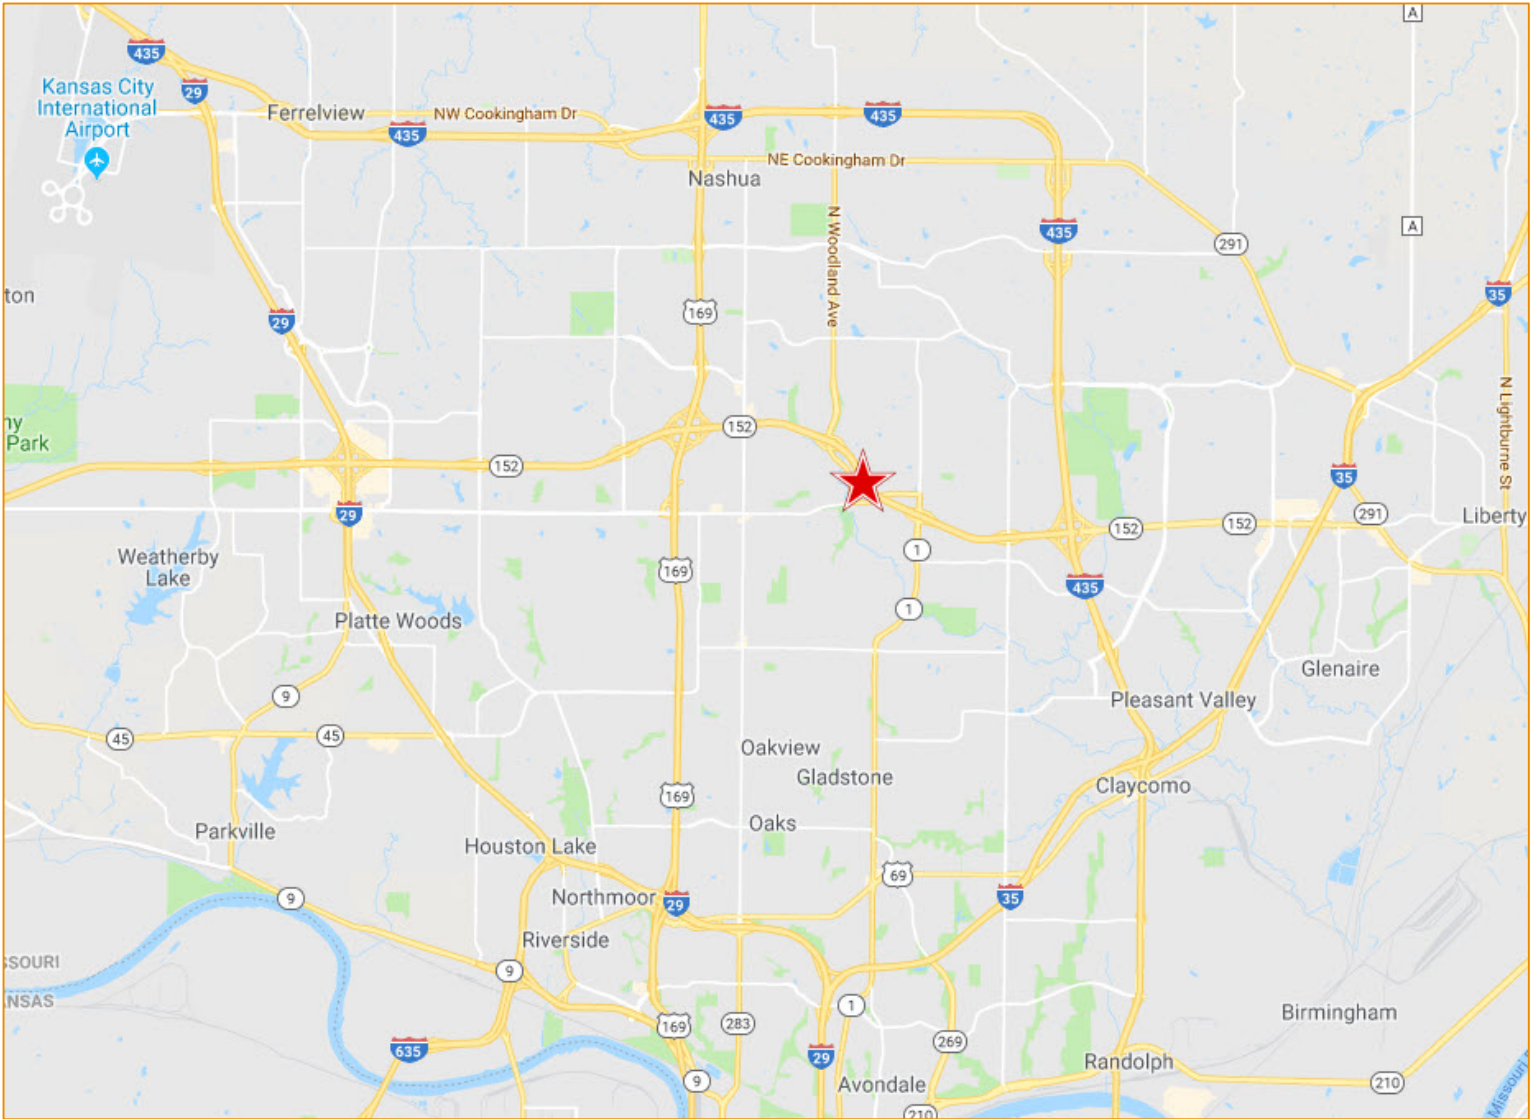 A
435
Kansas City
International
Airport
29
Ferrelview
NW Cookingham Dr
435
435
435
NE Cookingham Dr
Nashua
N Woodland Ave
435
291
A
ton
29
169
35
N Lightburne St
ny
Park
152
152
35
29
291
Liberty
152
152
1
Weatherby
Lake
169
435
1
Platte Woods
Glenaire
9
Pleasant Valley
45
45
Oakview
Gladstone
Claycomo
169
Oaks
Parkville
Houston Lake
69
Northmoor
29
35
9
Riverside
SSOURI
9
ANSAS
1
Birmingham
169
283
269
635
29
Randolph
9
Avondale
210
210
Missouri